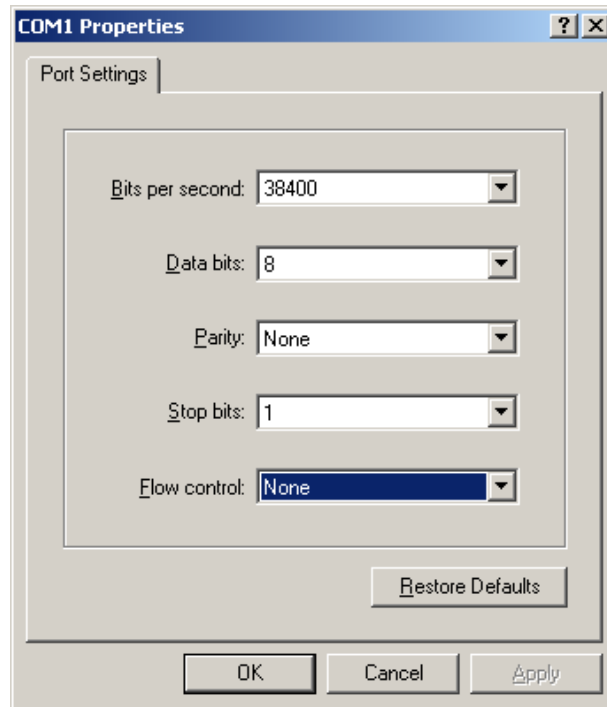 COM1 Properties
Port Settings
Bits per second: 38400
Data bits: 8
Parity: None
Stop bits: 1
Flow control: None
Restore Defaults
OK Cancel Apply